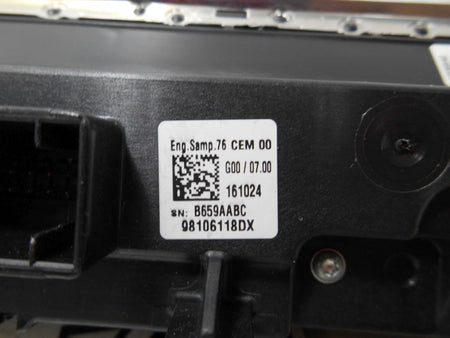 Eng.Samp.76 CEM 00
G00 / 07.00
161024
SN: B659AABC
98106118DX